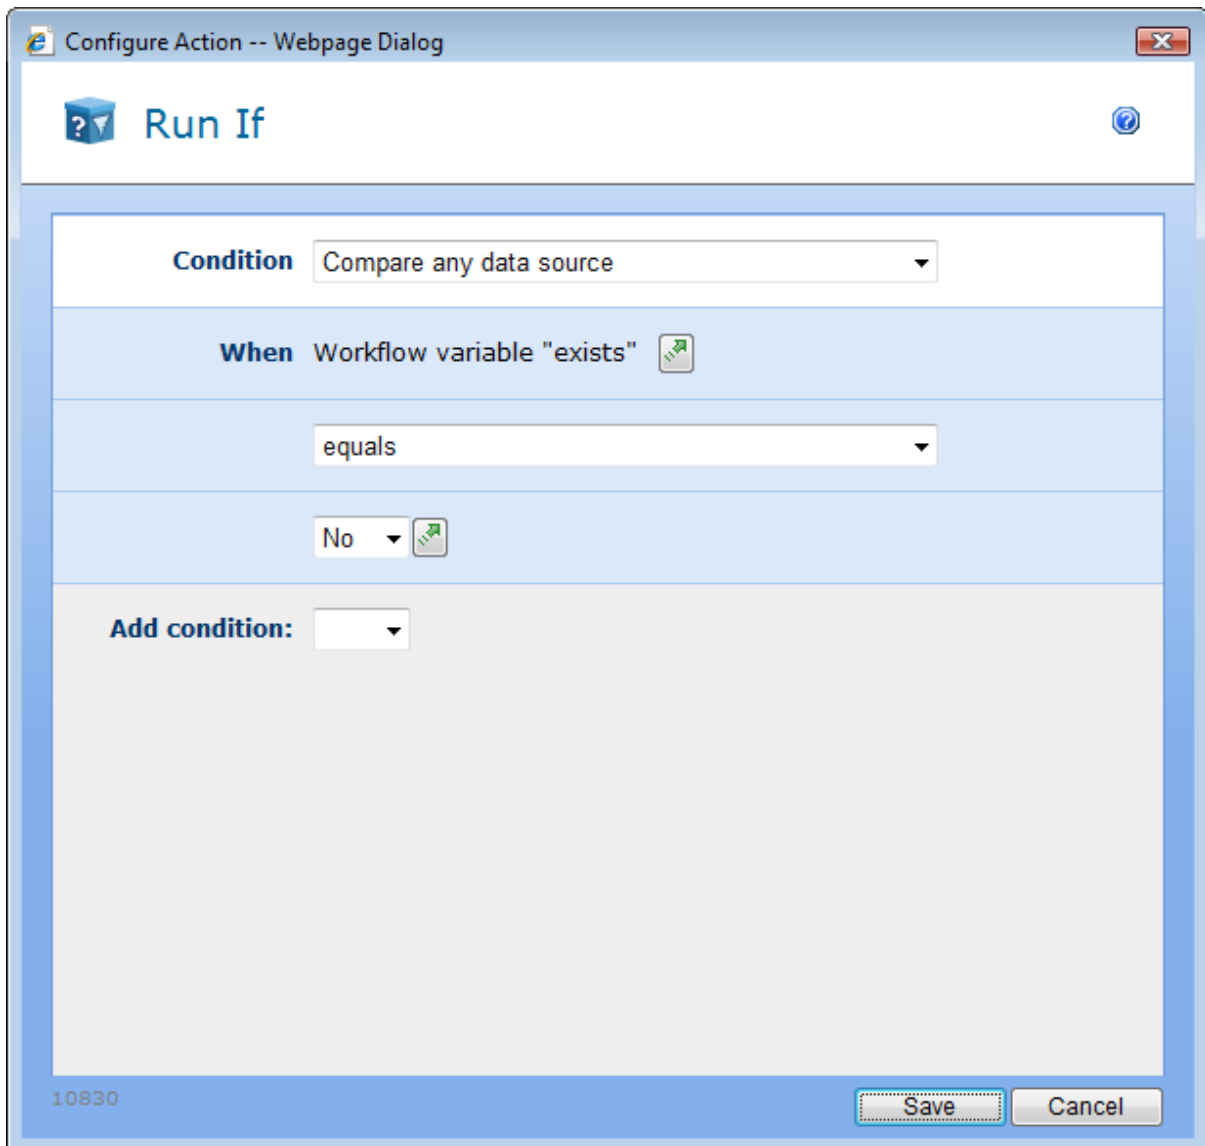 Configure Action -- Webpage Dialog
Run If
Condition Compare any data source
When Workflow variable "exists"
equals
No
Add condition:
10830
Save Cancel